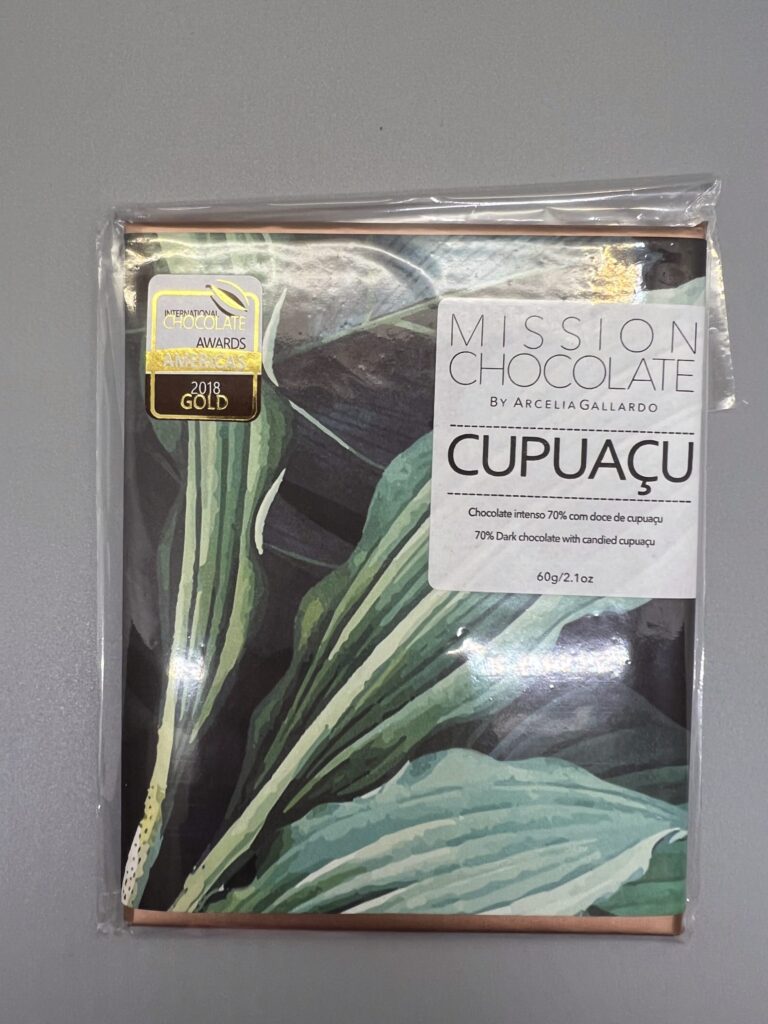 INTERNATIONAL
CHOCOLATE
AWARDS
AMERICAS
2018
GOLD
MISSION
CHOCOLATE
BY ARCELIA GALLARDO
CUPUAÇU
Chocolate intenso 70% com doce de cupuaçu
70% Dark chocolate with candied cupuaçu
60g/2.1oz